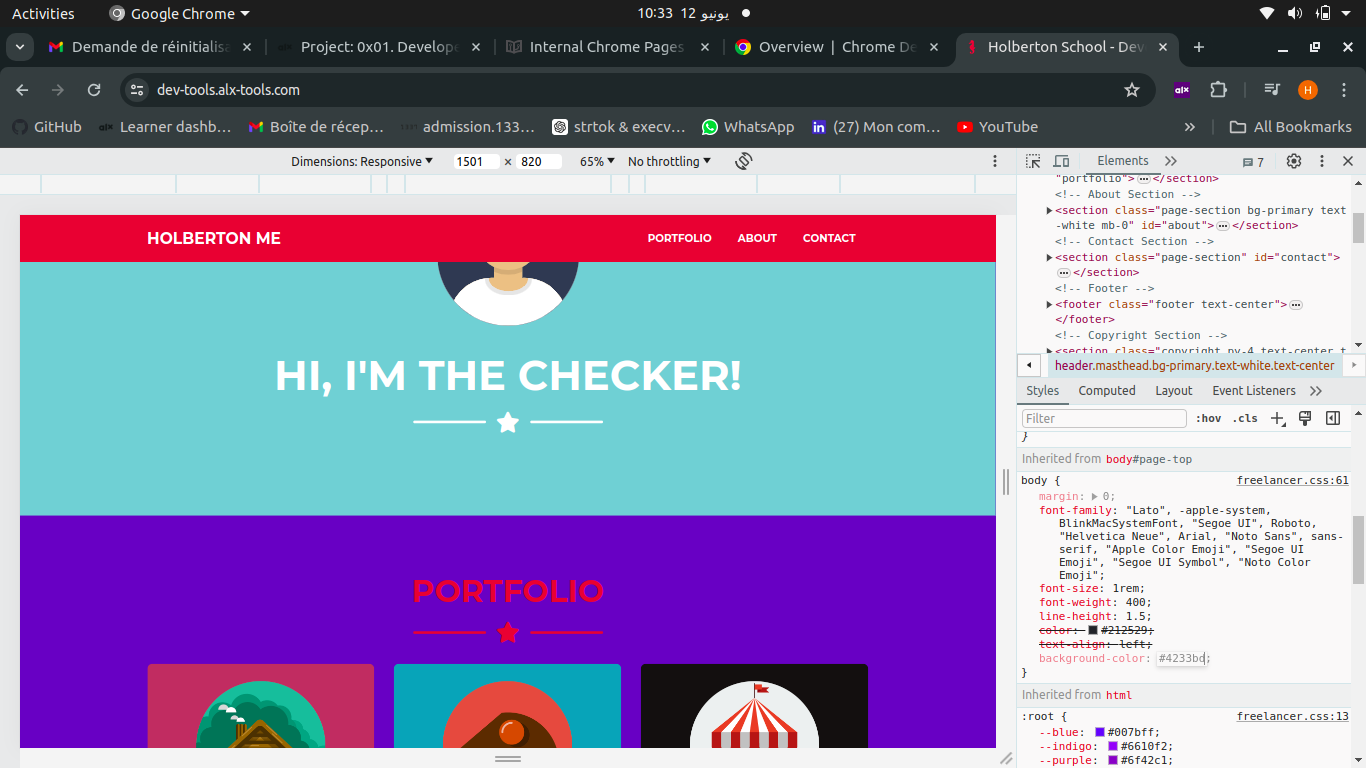 Activities
Google Chrome
10:33 12 يونيو
Demande de réinitialisa
Project: 0x01. Develope
Internal Chrome Pages
Overview | Chrome De
Holberton School - Dev
dev-tools.alx-tools.com
alx
H
GitHub
alx Learner dashb...
Boîte de récep...
admission.133...
strtok & execv...
WhatsApp
(27) Mon com...
YouTube
»
All Bookmarks
Dimensions: Responsive 1501 × 820 65% No throttling
Elements » 7
HOLBERTON ME
PORTFOLIO ABOUT CONTACT
HI, I'M THE CHECKER!
PORTFOLIO
"portfolio"> … </section>
<!-- About Section -->
<section class="page-section bg-primary text
-white mb-0" id="about"> … </section>
<!-- Contact Section -->
<section class="page-section" id="contact">
… </section>
<!-- Footer -->
<footer class="footer text-center"> …
</footer>
<!-- Copyright Section -->
<section class="copyright py-4 text-center t
header.masthead.bg-primary.text-white.text-center
Styles Computed Layout Event Listeners »
Filter :hov .cls
}
Inherited from body#page-top
body { freelancer.css:61
margin: 0;
font-family: "Lato", -apple-system,
BlinkMacSystemFont, "Segoe UI", Roboto,
"Helvetica Neue", Arial, "Noto Sans", sans-
serif, "Apple Color Emoji", "Segoe UI
Emoji", "Segoe UI Symbol", "Noto Color
Emoji";
font-size: 1rem;
font-weight: 400;
line-height: 1.5;
color: #212529;
text-align: left;
background-color: #4233bd;
}
Inherited from html
:root { freelancer.css:13
--blue: #007bff;
--indigo: #6610f2;
--purple: #6f42c1;